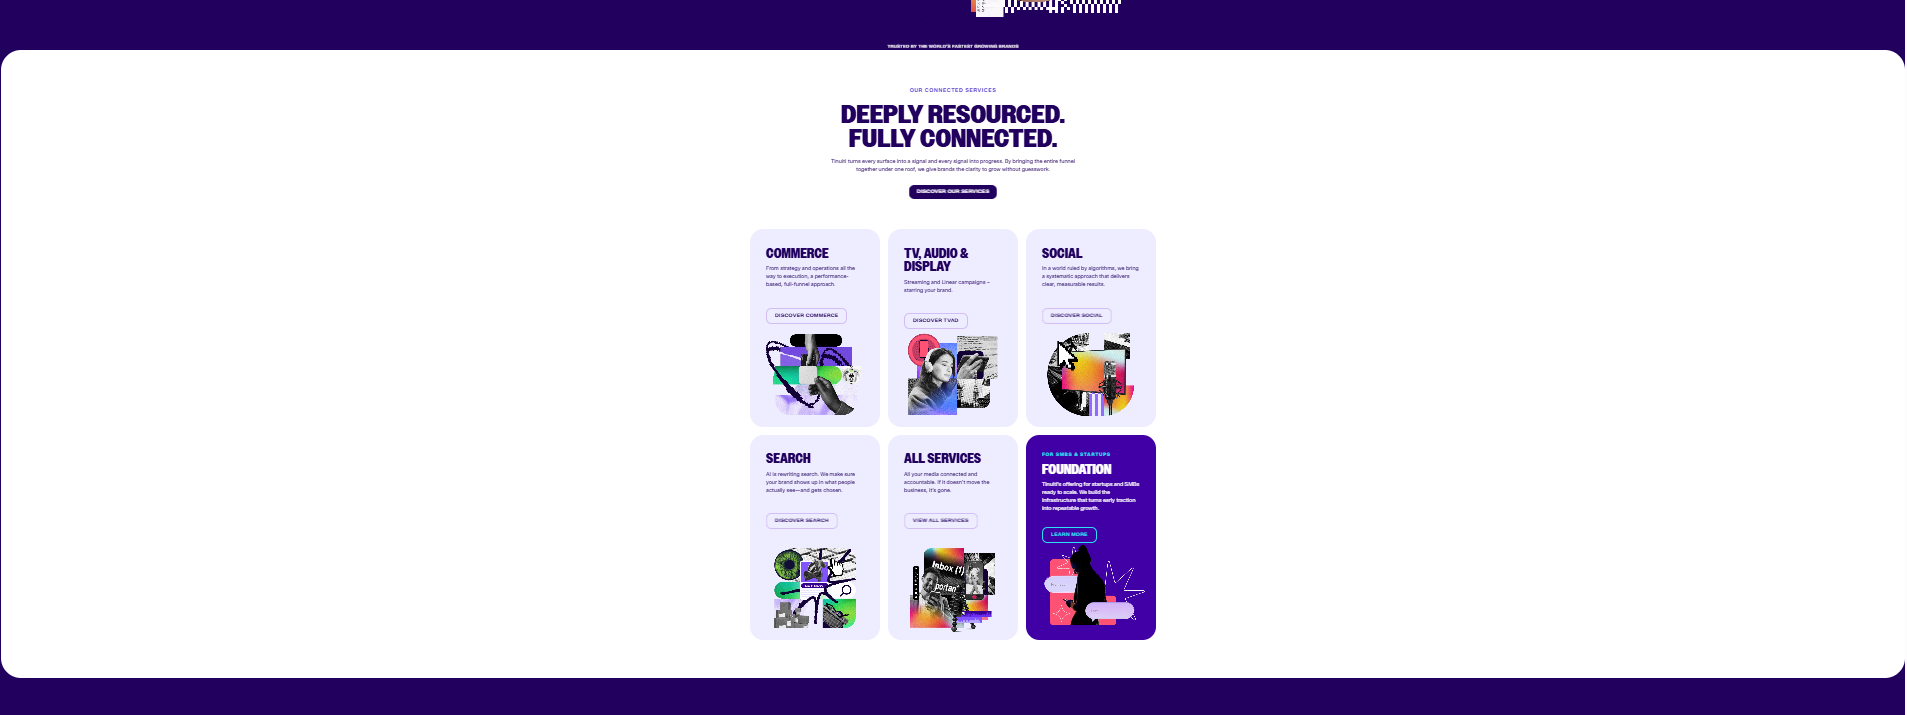 TRUSTED BY THE WORLD'S FASTEST GROWING BRANDS
OUR CONNECTED SERVICES
DEEPLY RESOURCED.
FULLY CONNECTED.
Tinuiti turns every surface into a signal and every signal into progress. By bringing the entire funnel
together under one roof, we give brands the clarity to grow without guesswork.
DISCOVER OUR SERVICES
COMMERCE
From strategy and operations all the
way to execution, a performance-
based, full-funnel approach.
DISCOVER COMMERCE
TV, AUDIO &
DISPLAY
Streaming and Linear campaigns –
starring your brand.
DISCOVER TVAD
SOCIAL
In a world ruled by algorithms, we bring
a systematic approach that delivers
clear, measurable results.
DISCOVER SOCIAL
SEARCH
AI is rewriting search. We make sure
your brand shows up in what people
actually see—and gets chosen.
DISCOVER SEARCH
ALL SERVICES
All your media connected and
accountable. If it doesn't move the
business, it's gone.
VIEW ALL SERVICES
Inbox (1)
portan
FOR SMBS & STARTUPS
FOUNDATION
Tinuiti's offering for startups and SMBs
ready to scale. We build the
infrastructure that turns early traction
into repeatable growth.
LEARN MORE